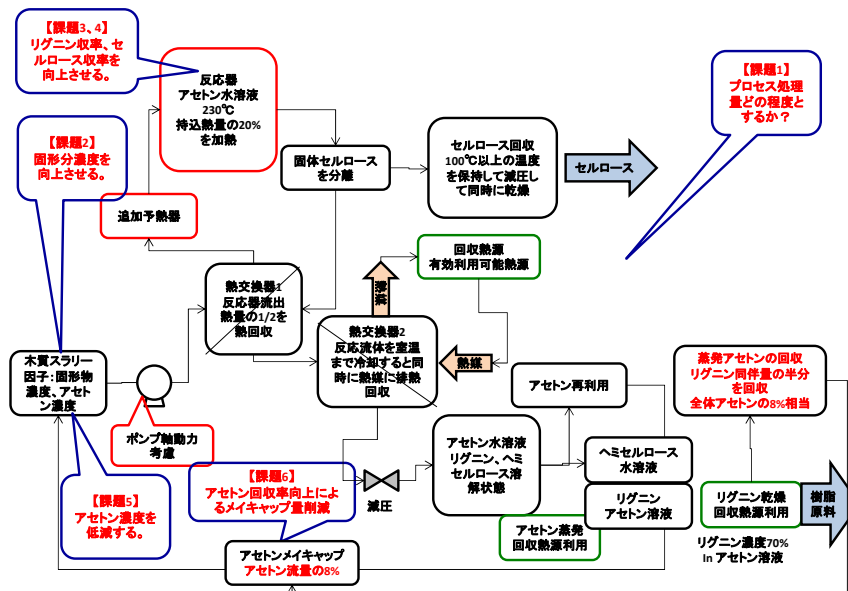 【課題3、4】
リグニン収率、セ
ルロース収率を
向上させる。
反応器
アセトン水溶液
230℃
持込熱量の20%
を加熱
【課題1】
プロセス処理
量どの程度と
するか？
【課題2】
固形分濃度を
向上させる。
固体セルロース
を分離
セルロース回収
100℃以上の温度
を保持して減圧し
て同時に乾燥
セルロース
追加予熱器
回収熱源
有効利用可能熱源
熱媒
熱交換器1
反応器流出
熱量の1/2を
熱回収
熱交換器2
反応流体を室温
まで冷却すると同
時に熱媒に排熱
回収
熱媒
木質スラリー
因子：固形物
濃度、アセト
ン濃度
蒸発アセトンの回収
リグニン同伴量の半分
を回収
全体アセトンの8%相当
アセトン再利用
ポンプ軸動力
考慮
アセトン水溶液
リグニン、ヘミ
セルロース溶
解状態
ヘミセルロース
水溶液
【課題6】
アセトン回収率向上によ
るメイキャップ量削減
減圧
【課題5】
アセトン濃度を
低減する。
リグニン
アセトン溶液
リグニン乾燥
回収熱源利用
樹脂
原料
アセトン蒸発
回収熱源利用
リグニン濃度70%
In アセトン溶液
アセトンメイキャップ
アセトン流量の8%